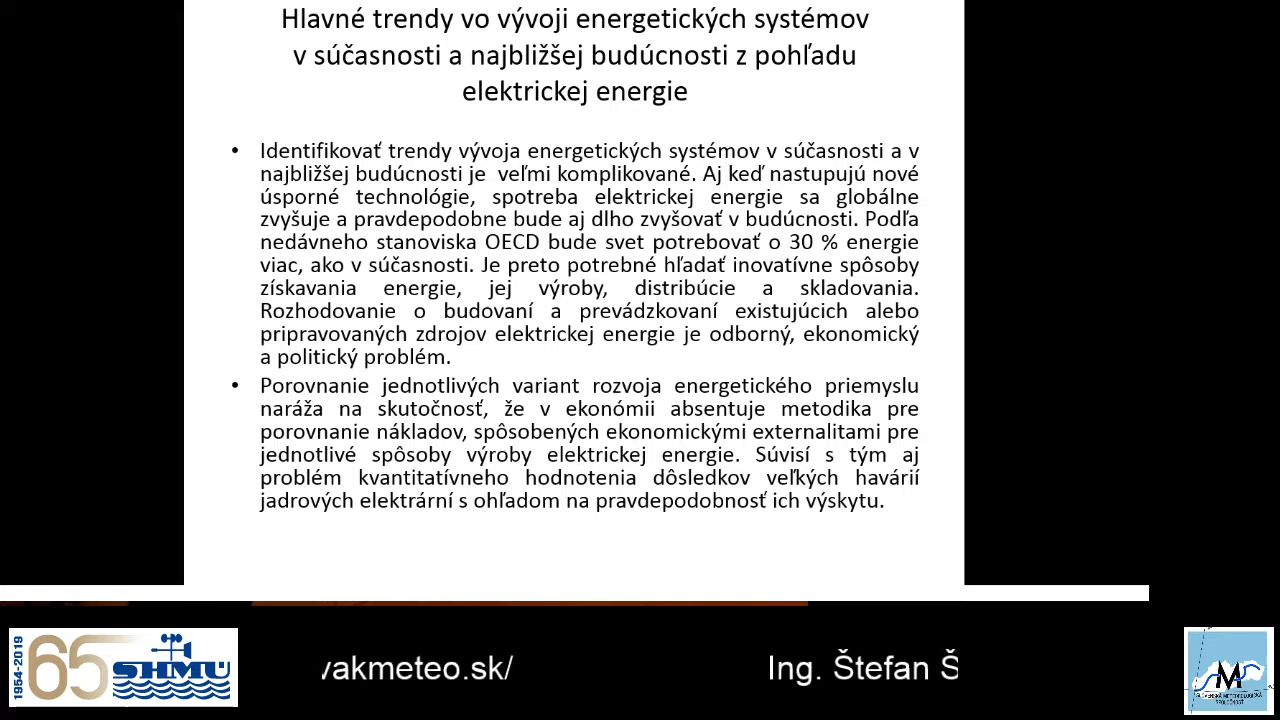 Hlavné trendy vo vývoji energetických systémov
v súčasnosti a najbližšej budúcnosti z pohľadu
elektrickej energie
• Identifikovať trendy vývoja energetických systémov v súčasnosti a v
najbližšej budúcnosti je veľmi komplikované. Aj keď nastupujú nové
úsporné technológie, spotreba elektrickej energie sa globálne
zvyšuje a pravdepodobne bude aj dlho zvyšovať v budúcnosti. Podľa
nedávneho stanoviska OECD bude svet potrebovať o 30 % energie
viac, ako v súčasnosti. Je preto potrebné hľadať inovatívne spôsoby
získavania energie, jej výroby, distribúcie a skladovania.
Rozhodovanie o budovaní a prevádzkovaní existujúcich alebo
pripravovaných zdrojov elektrickej energie je odborný, ekonomický
a politický problém.
• Porovnanie jednotlivých variant rozvoja energetického priemyslu
naráža na skutočnosť, že v ekonómii absentuje metodika pre
porovnanie nákladov, spôsobených ekonomickými externalitami pre
jednotlivé spôsoby výroby elektrickej energie. Súvisí s tým aj
problém kvantitatívneho hodnotenia dôsledkov veľkých havárií
jadrových elektrární s ohľadom na pravdepodobnosť ich výskytu.
1954-2019
65
SHMU
vakmeteo.sk/
Ing. Štefan Š
M
SLOVENSKÁ METEOROLOGICKÁ
SPOLOČNOSŤ